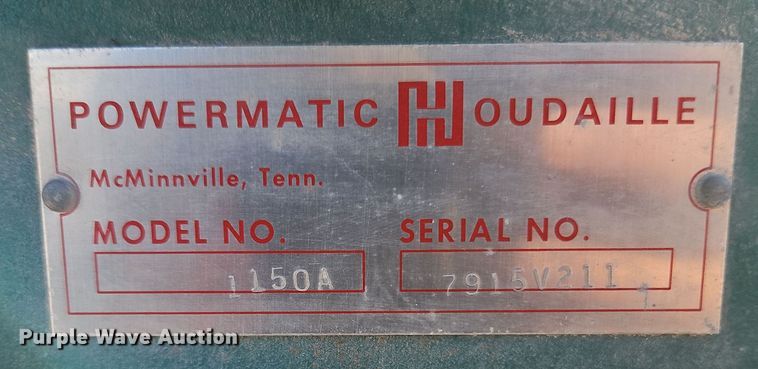 POWERMATIC HOUDAILLE
McMinnville, Tenn.
MODEL NO. SERIAL NO.
1150A 7915V211
Purple Wave Auction